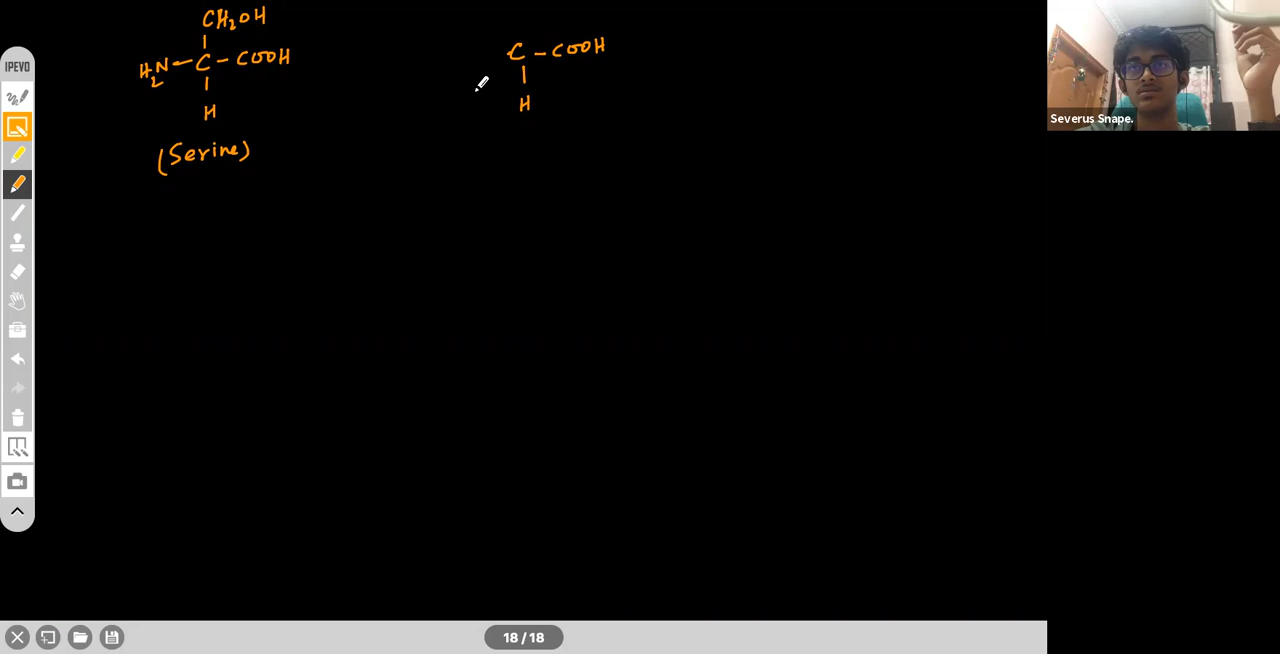 CH2OH
H2N-C-COOH
H
(Serine)
C-COOH
H
IPEVO
Severus Snape.
18 / 18